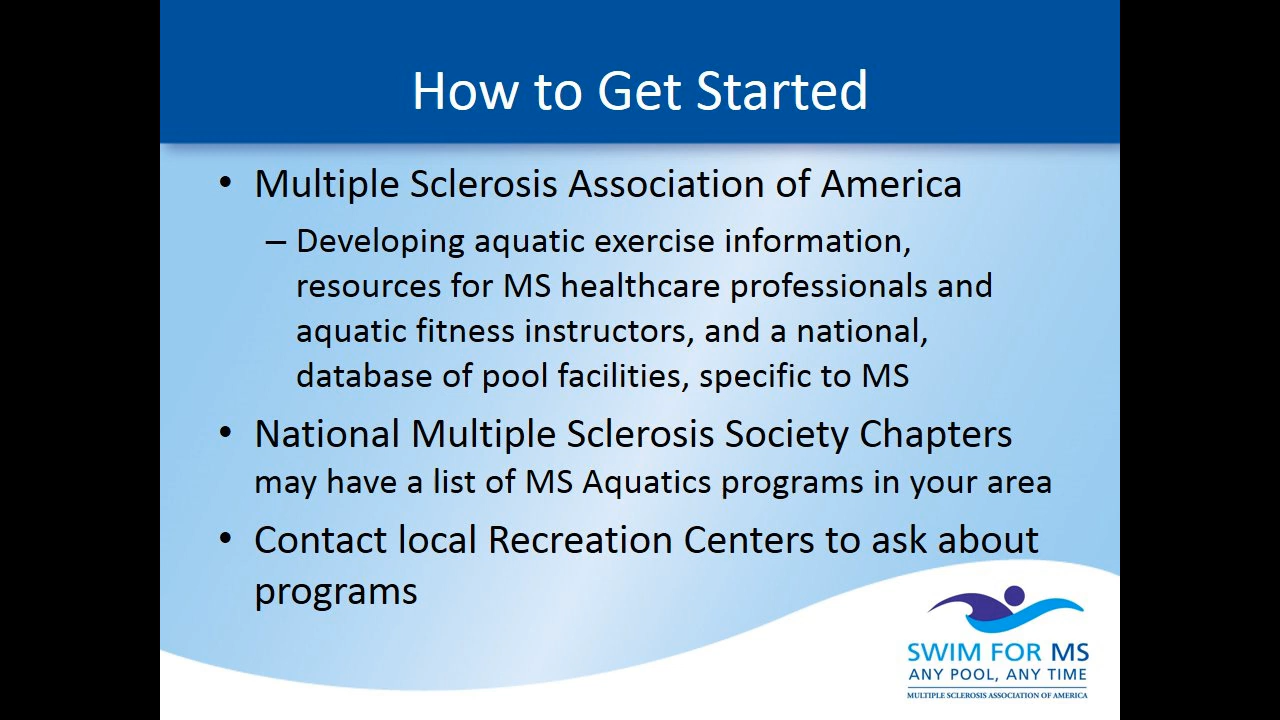 How to Get Started
• Multiple Sclerosis Association of America
– Developing aquatic exercise information,
resources for MS healthcare professionals and
aquatic fitness instructors, and a national,
database of pool facilities, specific to MS
• National Multiple Sclerosis Society Chapters
may have a list of MS Aquatics programs in your area
• Contact local Recreation Centers to ask about
programs
SWIM FOR MS
ANY POOL, ANY TIME
MULTIPLE SCLEROSIS ASSOCIATION OF AMERICA